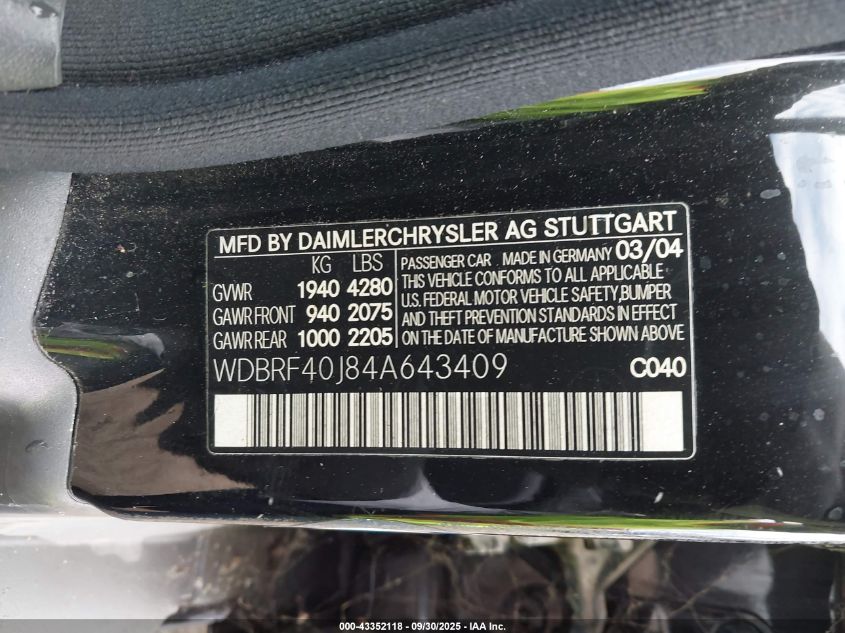 MFD BY DAIMLERCHRYSLER AG STUTTGART
KG LBS
GVWR 1940 4280
GAWR FRONT 940 2075
GAWR REAR 1000 2205
PASSENGER CAR MADE IN GERMANY 03/04
THIS VEHICLE CONFORMS TO ALL APPLICABLE
U.S. FEDERAL MOTOR VEHICLE SAFETY, BUMPER
AND THEFT PREVENTION STANDARDS IN EFFECT
ON THE DATE OF MANUFACTURE SHOWN ABOVE
WDBRF40J84A643409 C040
000-43352118 - 09/30/2025 - IAA Inc.